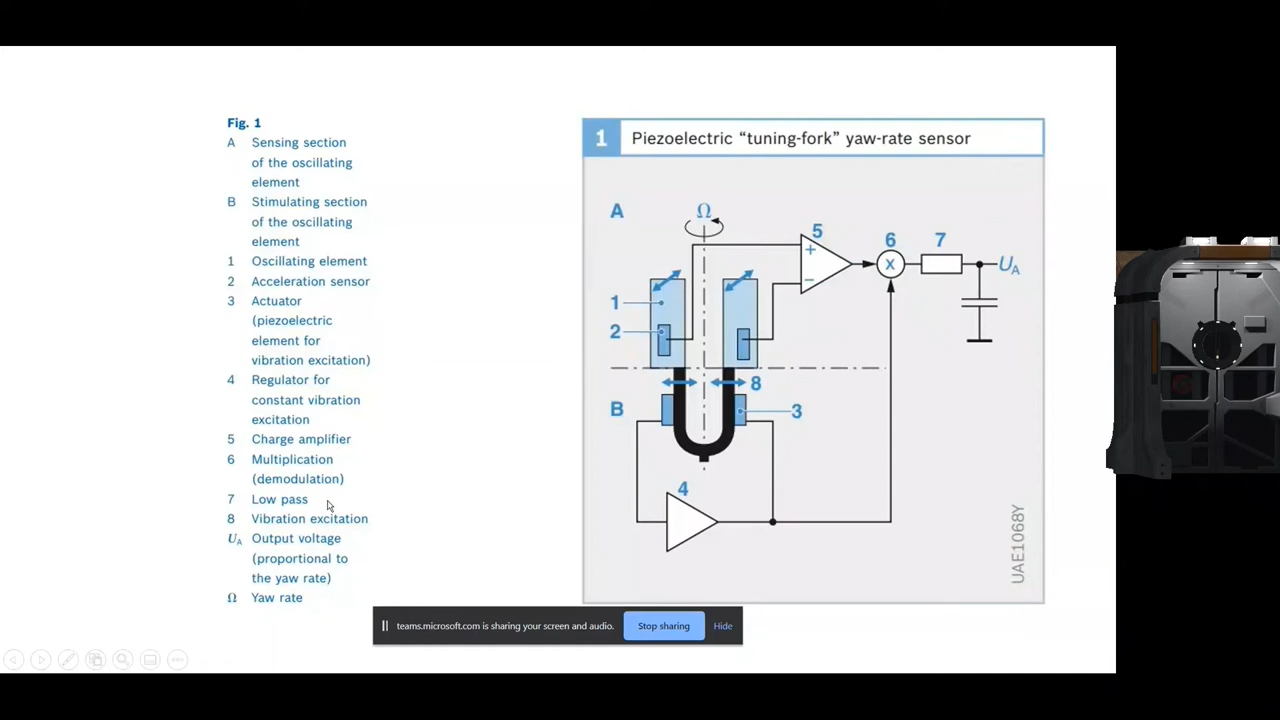 Fig. 1
A Sensing section
of the oscillating
element
B Stimulating section
of the oscillating
element
1 Oscillating element
2 Acceleration sensor
3 Actuator
(piezoelectric
element for
vibration excitation)
4 Regulator for
constant vibration
excitation
5 Charge amplifier
6 Multiplication
(demodulation)
7 Low pass
8 Vibration excitation
UA Output voltage
(proportional to
the yaw rate)
Ω Yaw rate
1 Piezoelectric “tuning-fork” yaw-rate sensor
A
Ω
5
+
−
6
X
7
UA
1
2
8
B
3
4
UAE1068Y
teams.microsoft.com is sharing your screen and audio.
Stop sharing
Hide